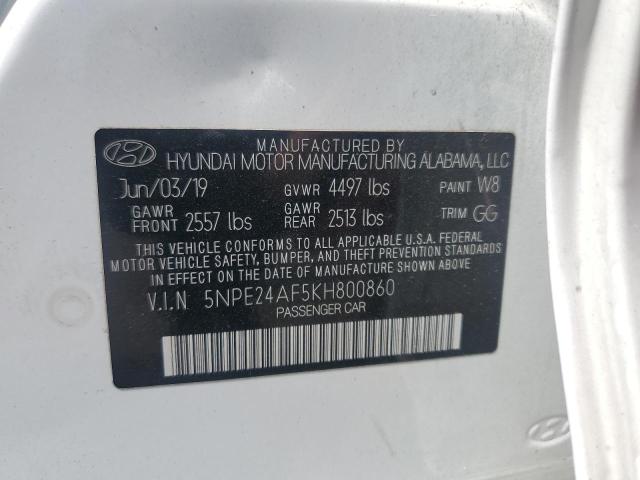 MANUFACTURED BY
HYUNDAI MOTOR MANUFACTURING ALABAMA, LLC
Jun/03/19 GVWR 4497 lbs PAINT W8
GAWR FRONT 2557 lbs GAWR REAR 2513 lbs TRIM GG
THIS VEHICLE CONFORMS TO ALL APPLICABLE U.S.A. FEDERAL
MOTOR VEHICLE SAFETY, BUMPER, AND THEFT PREVENTION STANDARDS
IN EFFECT ON THE DATE OF MANUFACTURE SHOWN ABOVE.
V.I.N 5NPE24AF5KH800860
PASSENGER CAR